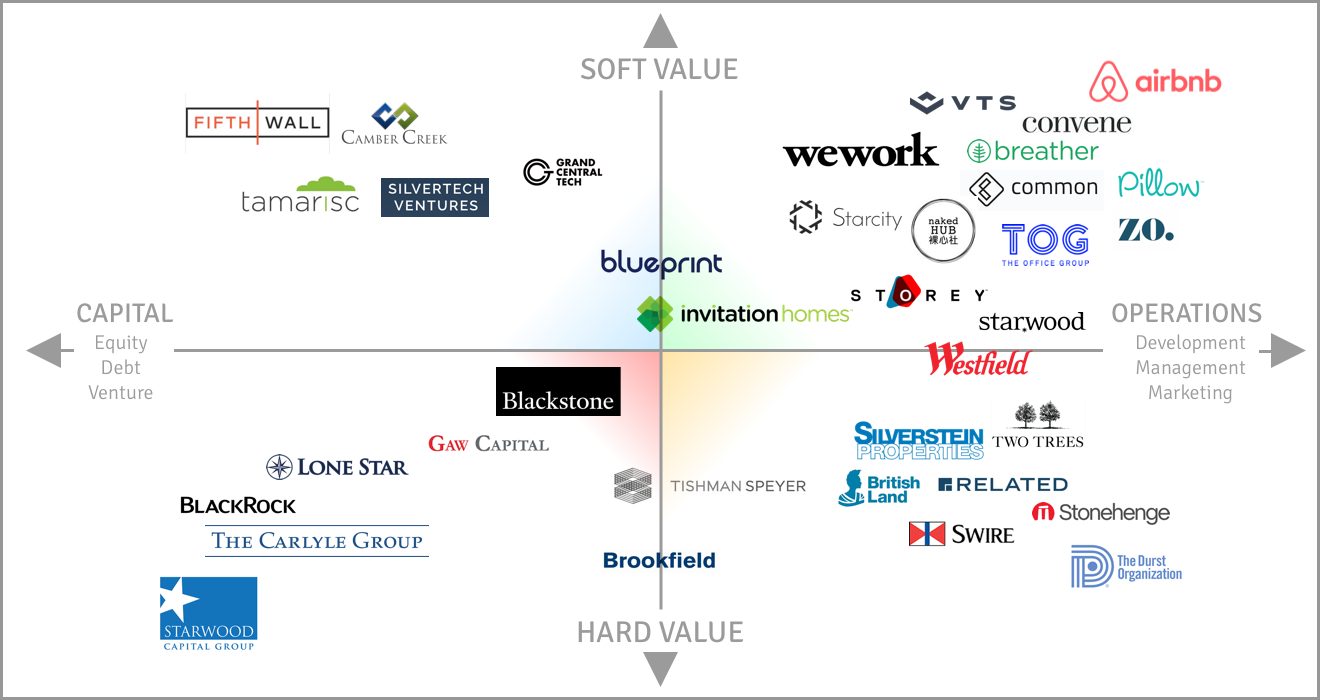 SOFT VALUE
FIFTH WALL
CAMBER CREEK
tamarisc
SILVERTECH
VENTURES
GRAND
CENTRAL
TECH
airbnb
VTS
convene
wework
breather
common
Pillow
Starcity
naked
HUB
裸心社
TOG
THE OFFICE GROUP
ZO.
blueprint
invitationhomes
STOREY
starwood
CAPITAL
Equity
Debt
Venture
OPERATIONS
Development
Management
Marketing
Westfield
Blackstone
GAW CAPITAL
LONE STAR
BLACKROCK
THE CARLYLE GROUP
STARWOOD
CAPITAL GROUP
TISHMAN SPEYER
Brookfield
SILVERSTEIN
PROPERTIES
TWO TREES
British
Land
RELATED
Stonehenge
SWIRE
The Durst
Organization
HARD VALUE